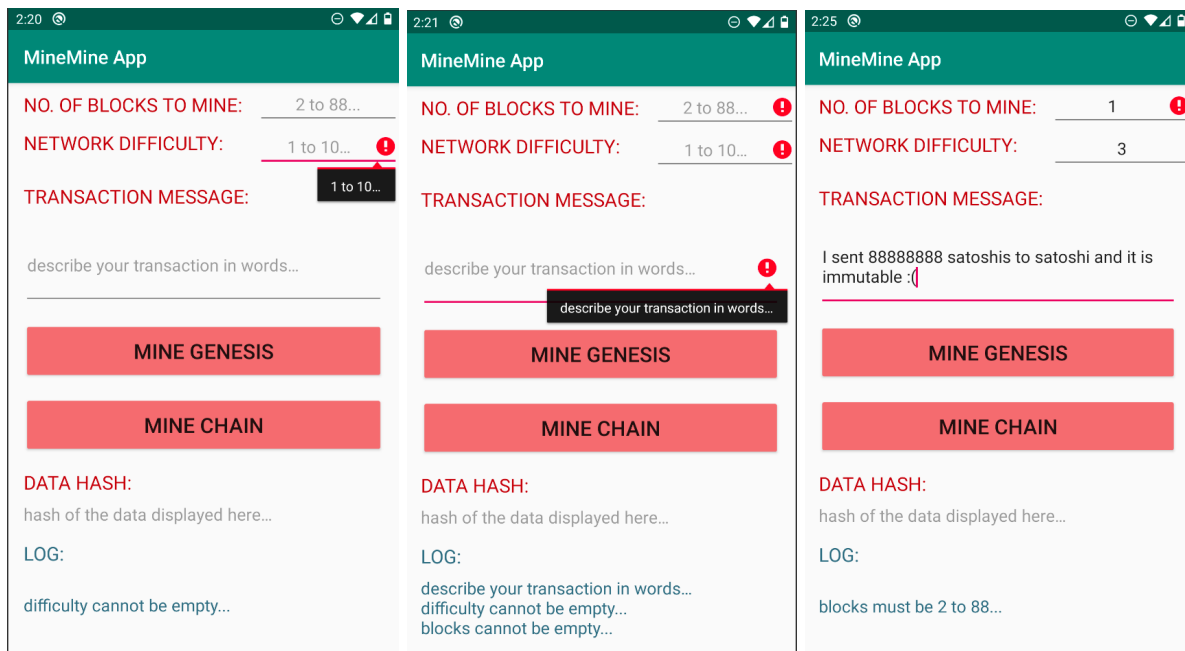 2:20
MineMine App
NO. OF BLOCKS TO MINE: 2 to 88...
NETWORK DIFFICULTY: 1 to 10...
1 to 10...
TRANSACTION MESSAGE:
describe your transaction in words...
MINE GENESIS
MINE CHAIN
DATA HASH:
hash of the data displayed here...
LOG:
difficulty cannot be empty...
2:21
MineMine App
NO. OF BLOCKS TO MINE: 2 to 88...
NETWORK DIFFICULTY: 1 to 10...
TRANSACTION MESSAGE:
describe your transaction in words...
describe your transaction in words...
MINE GENESIS
MINE CHAIN
DATA HASH:
hash of the data displayed here...
LOG:
describe your transaction in words...
difficulty cannot be empty...
blocks cannot be empty...
2:25
MineMine App
NO. OF BLOCKS TO MINE: 1
NETWORK DIFFICULTY: 3
TRANSACTION MESSAGE:
I sent 88888888 satoshis to satoshi and it is
immutable :(
MINE GENESIS
MINE CHAIN
DATA HASH:
hash of the data displayed here...
LOG:
blocks must be 2 to 88...